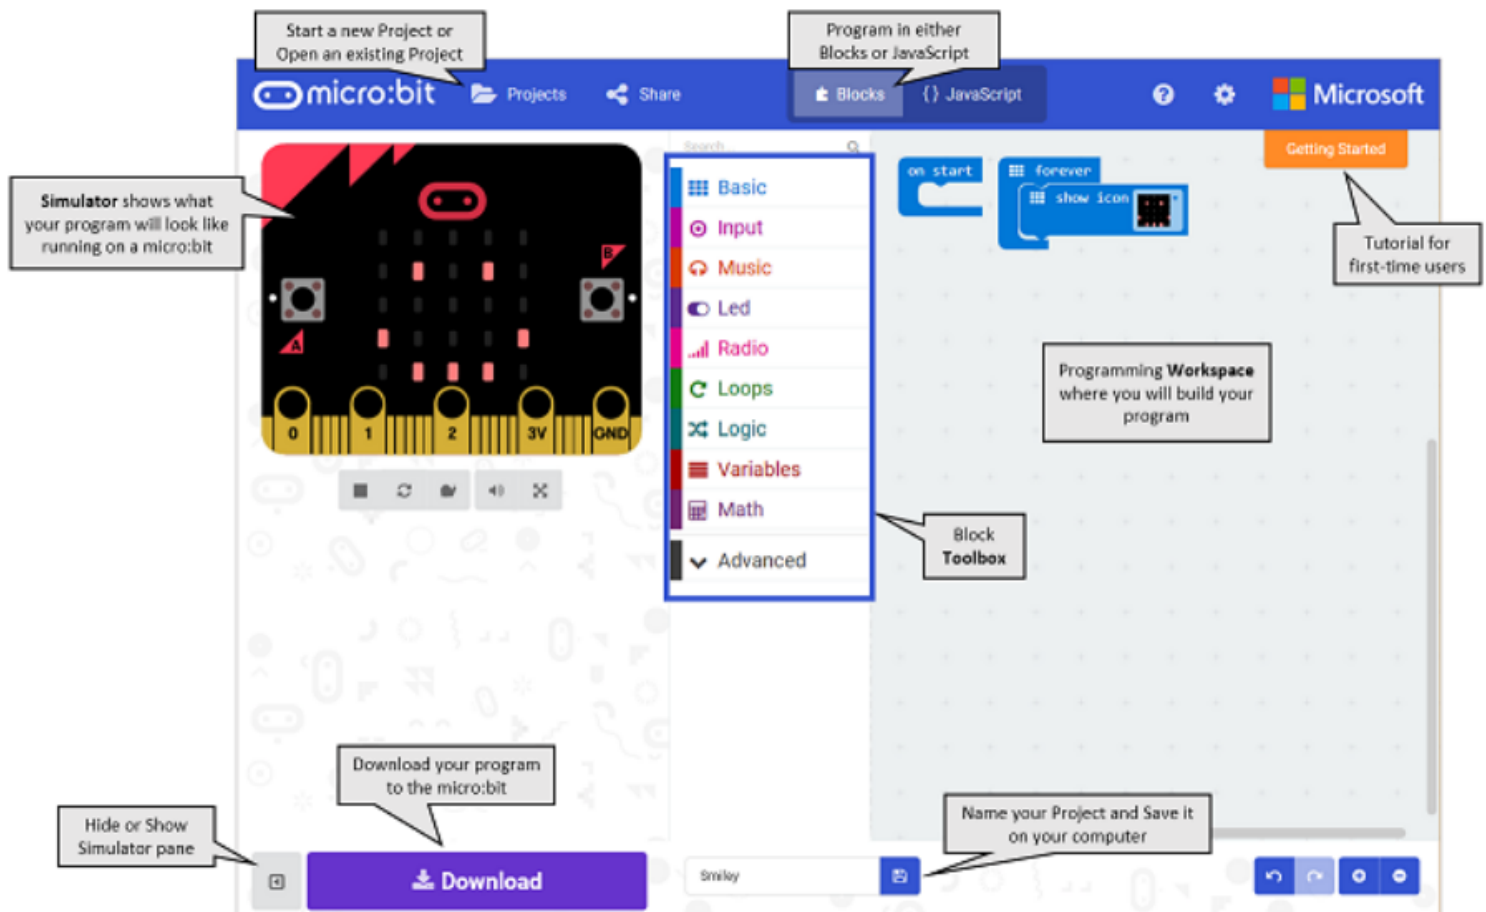 Start a new Project or
Open an existing Project
Program in either
Blocks or JavaScript
micro:bit
Projects
Share
Blocks
{} JavaScript
?
Microsoft
Search...
Getting Started
Simulator shows what
your program will look like
running on a micro:bit
B
A
0 1 2 3V GND
Basic
Input
Music
Led
Radio
Loops
Logic
Variables
Math
Advanced
on start
forever
show icon
Tutorial for
first-time users
Programming Workspace
where you will build your
program
Block
Toolbox
Download your program
to the micro:bit
Hide or Show
Simulator pane
Name your Project and Save it
on your computer
Download
Smiley